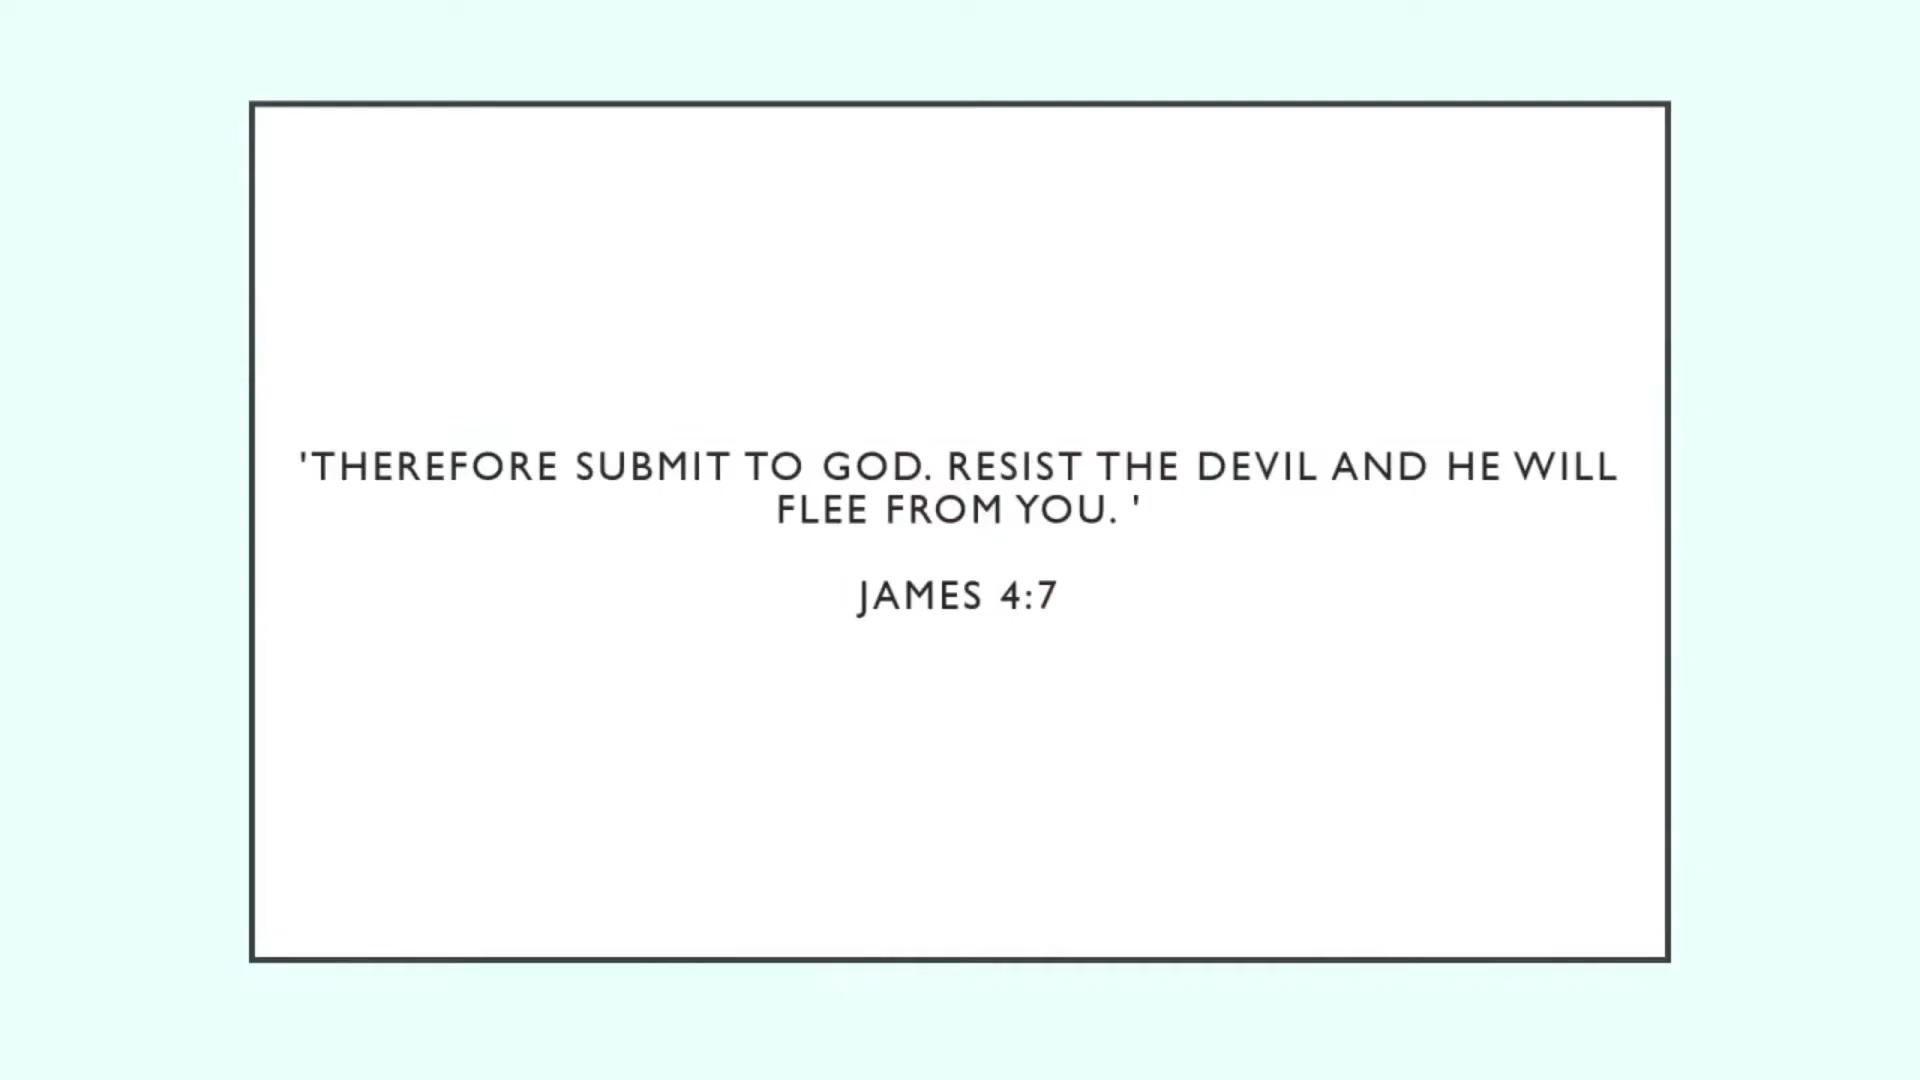 'THEREFORE SUBMIT TO GOD. RESIST THE DEVIL AND HE WILL
FLEE FROM YOU. '
JAMES 4:7